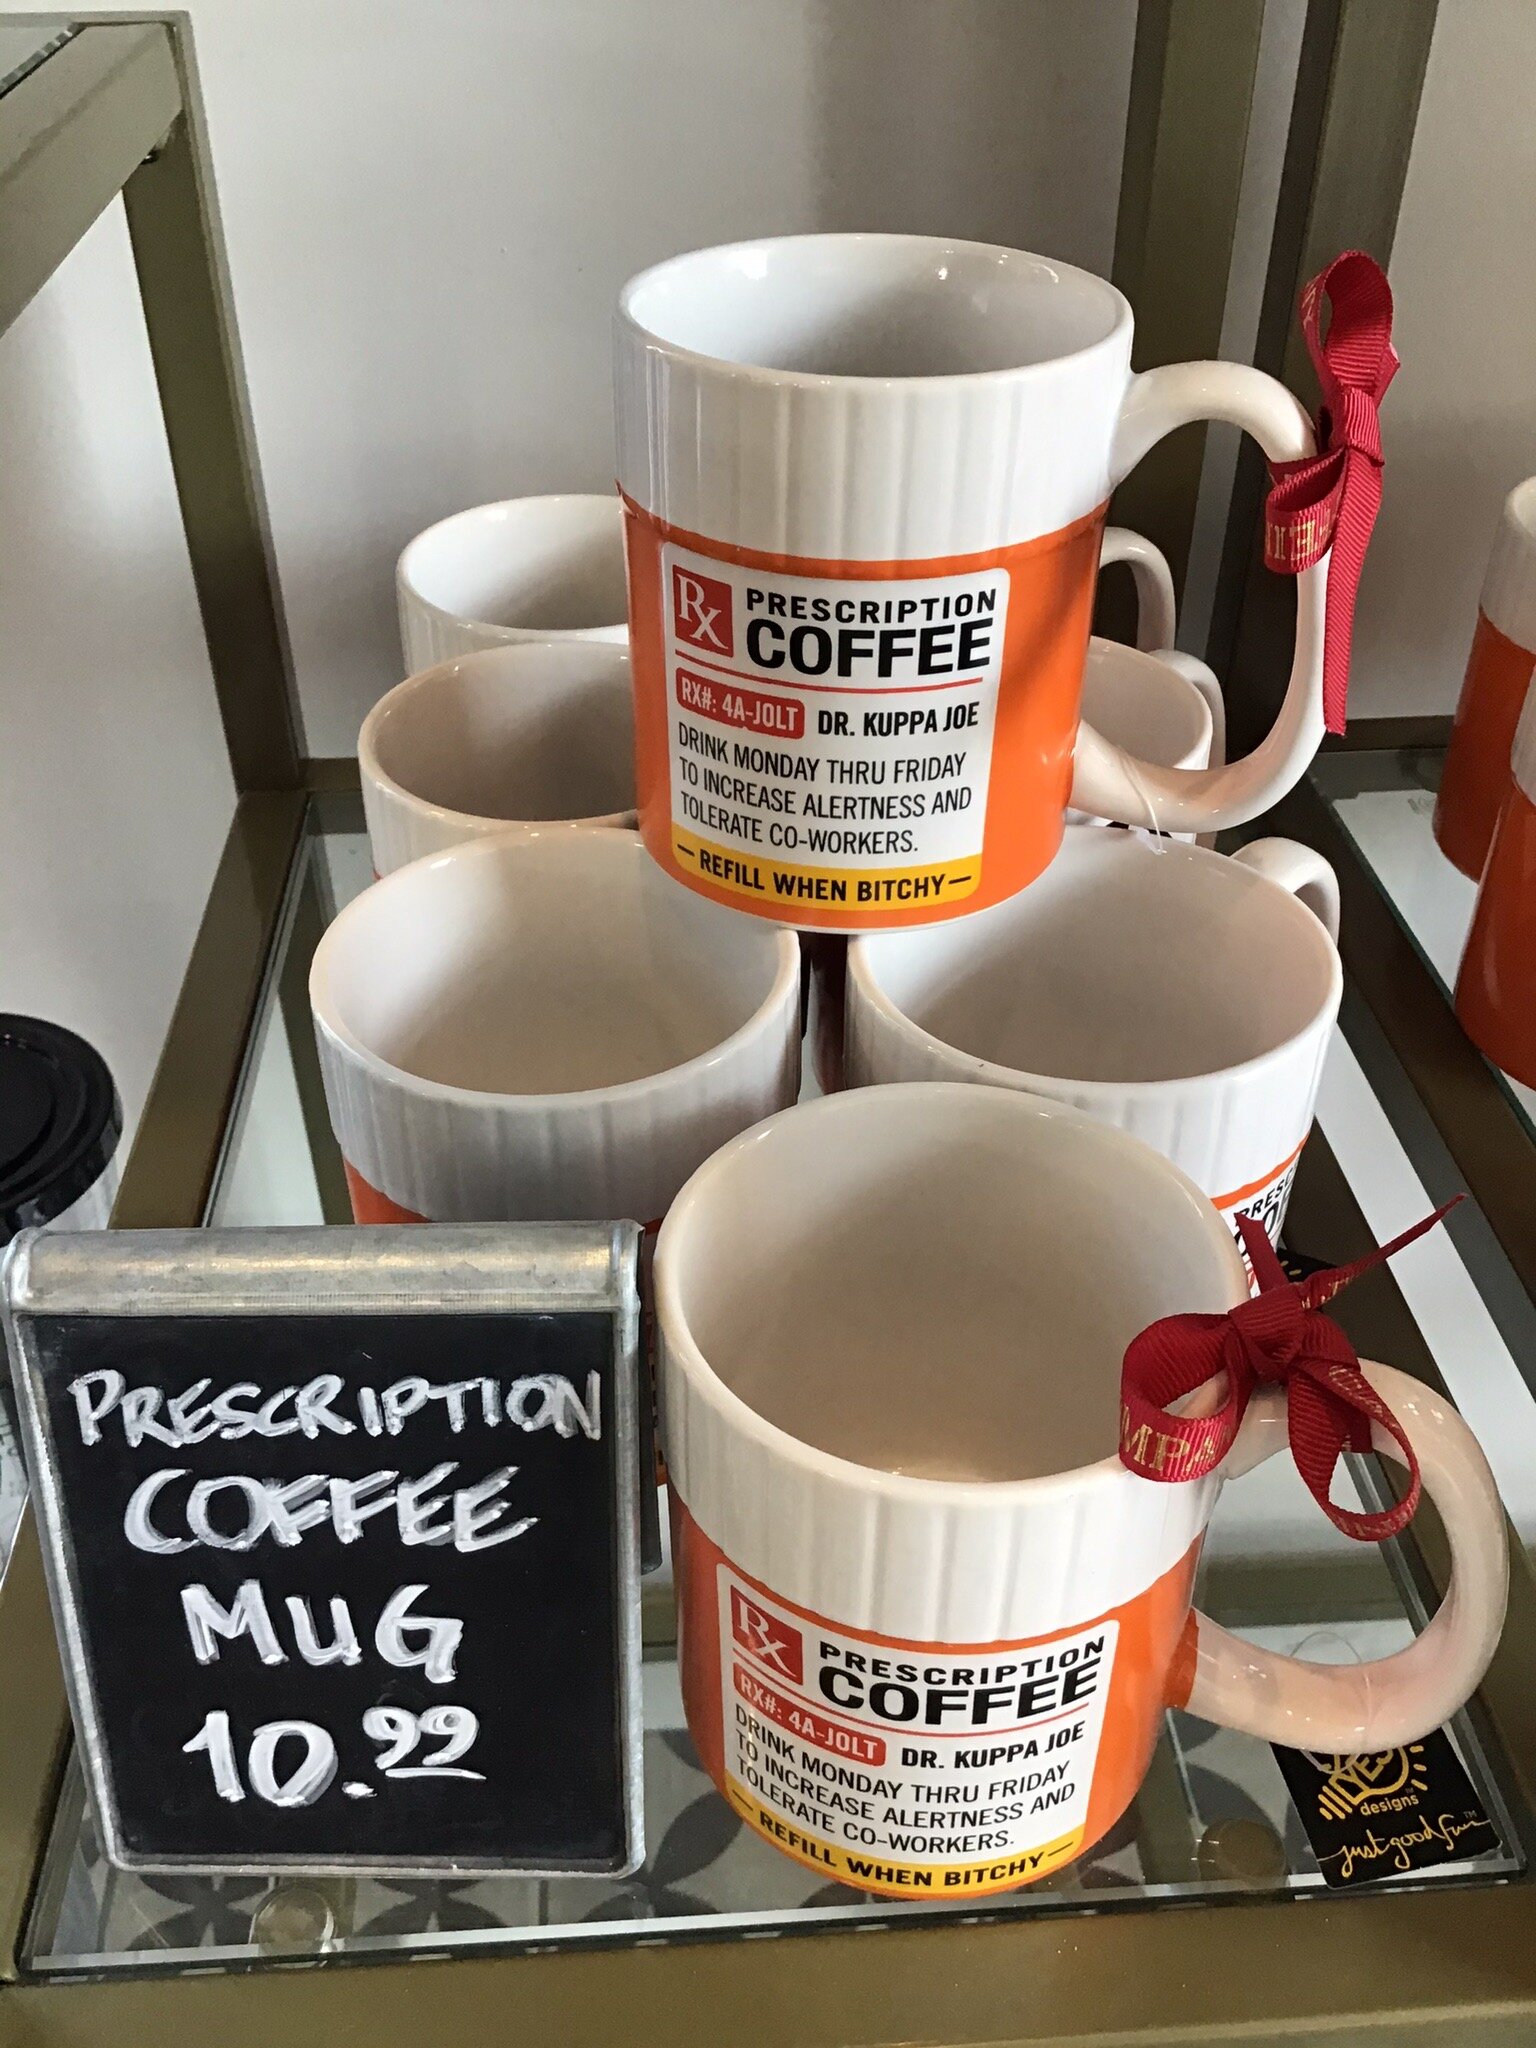 Rx PRESCRIPTION
COFFEE
RX#: 4A-JOLT DR. KUPPA JOE
DRINK MONDAY THRU FRIDAY
TO INCREASE ALERTNESS AND
TOLERATE CO-WORKERS.
—REFILL WHEN BITCHY—
PRESCRIPTION
COFFEE
MUG
10.99
Rx PRESCRIPTION
COFFEE
RX#: 4A-JOLT DR. KUPPA JOE
DRINK MONDAY THRU FRIDAY
TO INCREASE ALERTNESS AND
TOLERATE CO-WORKERS.
—REFILL WHEN BITCHY—
designs™
just good fun™